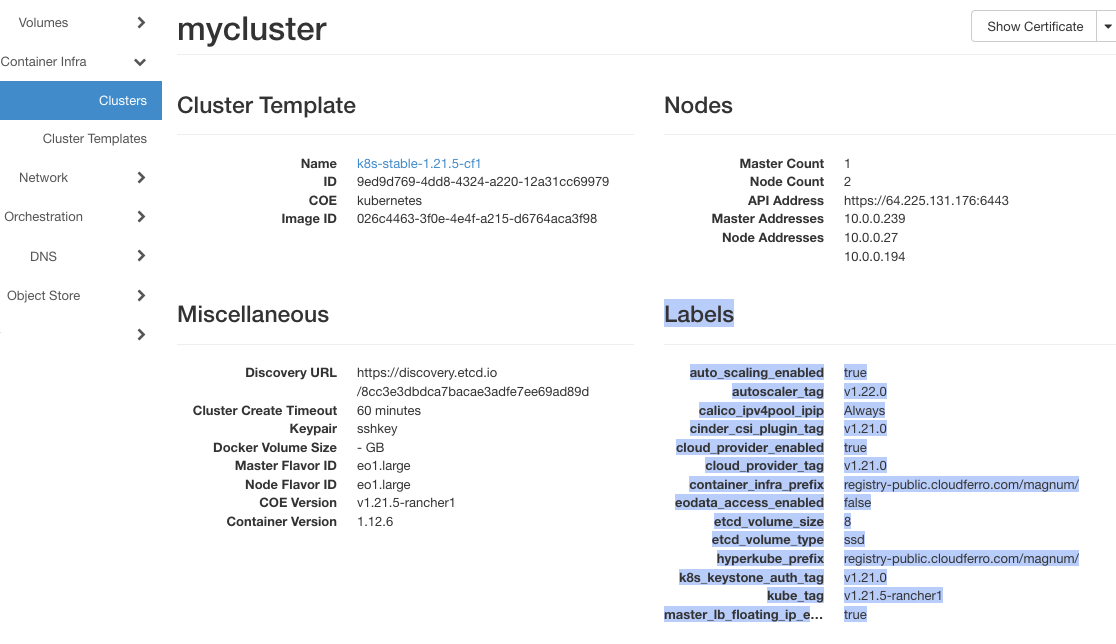 Volumes
Container Infra
Clusters
Cluster Templates
Network
Orchestration
DNS
Object Store
mycluster
Show Certificate
Cluster Template
Name k8s-stable-1.21.5-cf1
ID 9ed9d769-4dd8-4324-a220-12a31cc69979
COE kubernetes
Image ID 026c4463-3f0e-4e4f-a215-d6764aca3f98
Nodes
Master Count 1
Node Count 2
API Address https://64.225.131.176:6443
Master Addresses 10.0.0.239
Node Addresses 10.0.0.27
10.0.0.194
Miscellaneous
Discovery URL https://discovery.etcd.io
/8cc3e3dbdca7bacae3adfe7ee69ad89d
Cluster Create Timeout 60 minutes
Keypair sshkey
Docker Volume Size - GB
Master Flavor ID eo1.large
Node Flavor ID eo1.large
COE Version v1.21.5-rancher1
Container Version 1.12.6
Labels
auto_scaling_enabled true
autoscaler_tag v1.22.0
calico_ipv4pool_ipip Always
cinder_csi_plugin_tag v1.21.0
cloud_provider_enabled true
cloud_provider_tag v1.21.0
container_infra_prefix registry-public.cloudferro.com/magnum/
eodata_access_enabled false
etcd_volume_size 8
etcd_volume_type ssd
hyperkube_prefix registry-public.cloudferro.com/magnum/
k8s_keystone_auth_tag v1.21.0
kube_tag v1.21.5-rancher1
master_lb_floating_ip_e... true